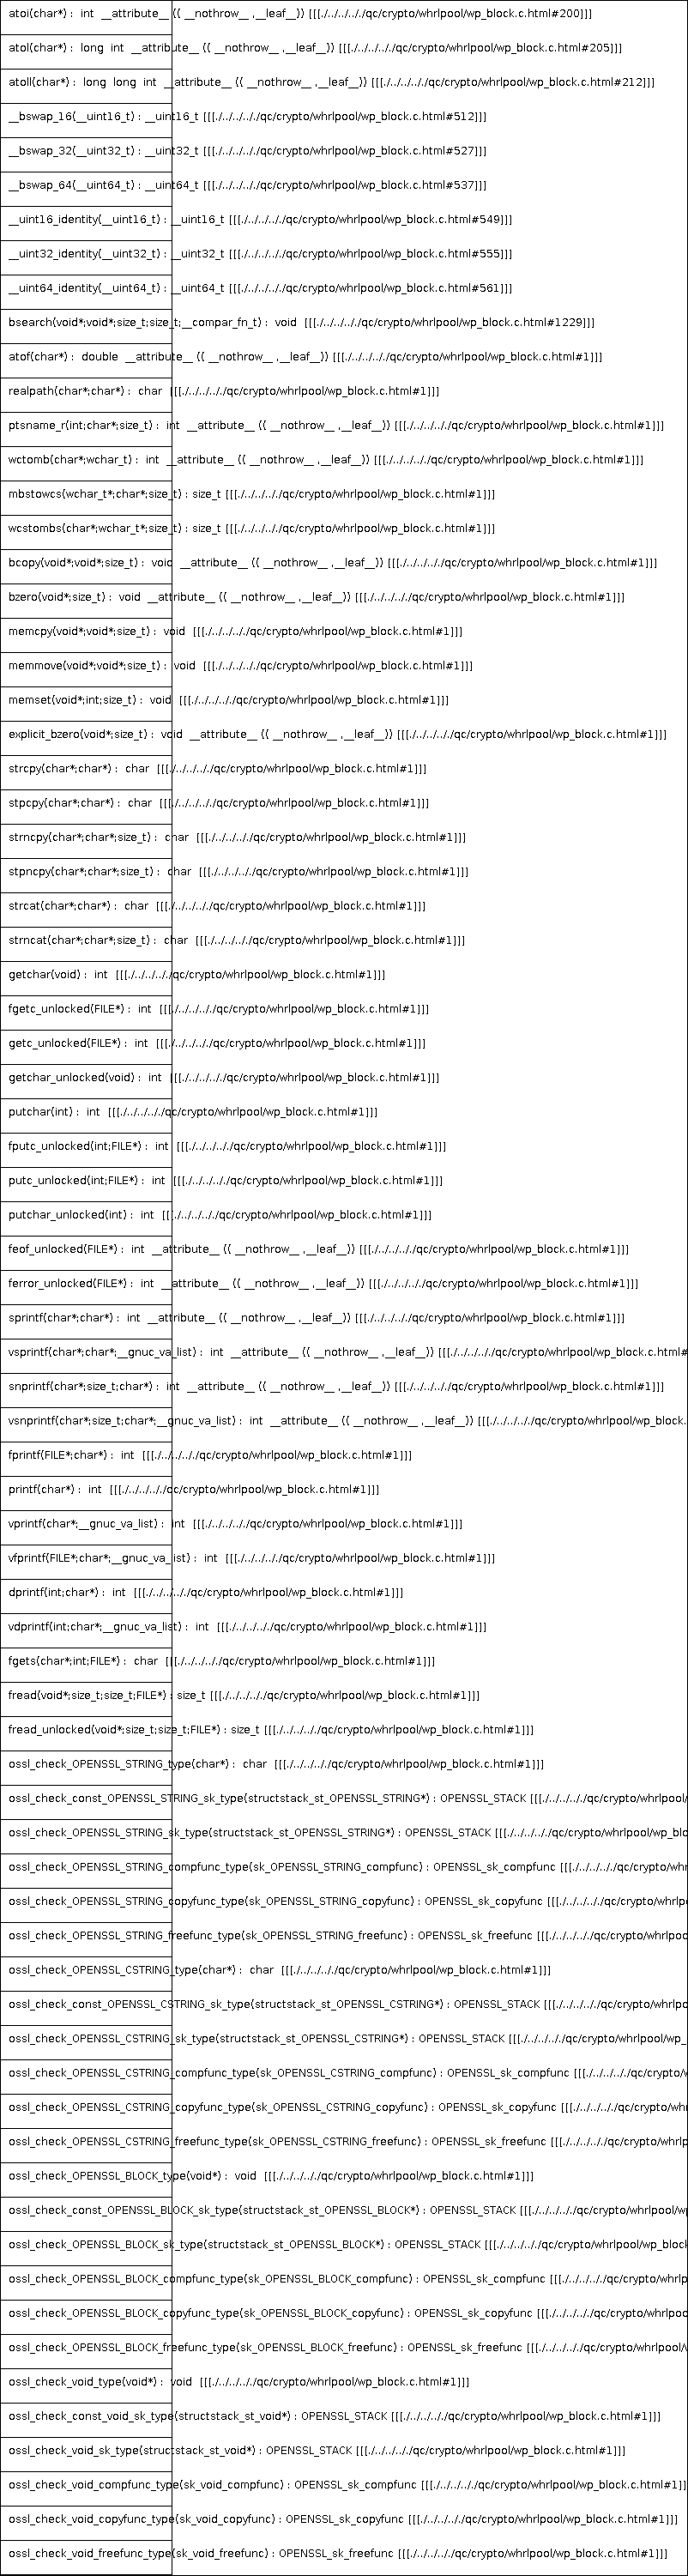 atoi(char*) : int __attribute__ (( __nothrow__ ,__leaf__)) [[[./../../../qc/crypto/whrlpool/wp_block.c.html#200]]]
atol(char*) : long int __attribute__ (( __nothrow__ ,__leaf__)) [[[./../../../qc/crypto/whrlpool/wp_block.c.html#205]]]
atoll(char*) : long long int __attribute__ (( __nothrow__ ,__leaf__)) [[[./../../../qc/crypto/whrlpool/wp_block.c.html#212]]]
__bswap_16(__uint16_t) : __uint16_t [[[./../../../qc/crypto/whrlpool/wp_block.c.html#512]]]
__bswap_32(__uint32_t) : __uint32_t [[[./../../../qc/crypto/whrlpool/wp_block.c.html#527]]]
__bswap_64(__uint64_t) : __uint64_t [[[./../../../qc/crypto/whrlpool/wp_block.c.html#537]]]
__uint16_identity(__uint16_t) : __uint16_t [[[./../../../qc/crypto/whrlpool/wp_block.c.html#549]]]
__uint32_identity(__uint32_t) : __uint32_t [[[./../../../qc/crypto/whrlpool/wp_block.c.html#555]]]
__uint64_identity(__uint64_t) : __uint64_t [[[./../../../qc/crypto/whrlpool/wp_block.c.html#561]]]
bsearch(void*;void*;size_t;size_t;__compar_fn_t) : void [[[./../../../qc/crypto/whrlpool/wp_block.c.html#1229]]]
atof(char*) : double __attribute__ (( __nothrow__ ,__leaf__)) [[[./../../../qc/crypto/whrlpool/wp_block.c.html#1]]]
realpath(char*;char*) : char [[[./../../../qc/crypto/whrlpool/wp_block.c.html#1]]]
ptsname_r(int;char*;size_t) : int __attribute__ (( __nothrow__ ,__leaf__)) [[[./../../../qc/crypto/whrlpool/wp_block.c.html#1]]]
wctomb(char*;wchar_t) : int __attribute__ (( __nothrow__ ,__leaf__)) [[[./../../../qc/crypto/whrlpool/wp_block.c.html#1]]]
mbstowcs(wchar_t*;char*;size_t) : size_t [[[./../../../qc/crypto/whrlpool/wp_block.c.html#1]]]
wcstombs(char*;wchar_t*;size_t) : size_t [[[./../../../qc/crypto/whrlpool/wp_block.c.html#1]]]
bcopy(void*;void*;size_t) : void __attribute__ (( __nothrow__ ,__leaf__)) [[[./../../../qc/crypto/whrlpool/wp_block.c.html#1]]]
bzero(void*;size_t) : void __attribute__ (( __nothrow__ ,__leaf__)) [[[./../../../qc/crypto/whrlpool/wp_block.c.html#1]]]
memcpy(void*;void*;size_t) : void [[[./../../../qc/crypto/whrlpool/wp_block.c.html#1]]]
memmove(void*;void*;size_t) : void [[[./../../../qc/crypto/whrlpool/wp_block.c.html#1]]]
memset(void*;int;size_t) : void [[[./../../../qc/crypto/whrlpool/wp_block.c.html#1]]]
explicit_bzero(void*;size_t) : void __attribute__ (( __nothrow__ ,__leaf__)) [[[./../../../qc/crypto/whrlpool/wp_block.c.html#1]]]
strcpy(char*;char*) : char [[[./../../../qc/crypto/whrlpool/wp_block.c.html#1]]]
stpcpy(char*;char*) : char [[[./../../../qc/crypto/whrlpool/wp_block.c.html#1]]]
strncpy(char*;char*;size_t) : char [[[./../../../qc/crypto/whrlpool/wp_block.c.html#1]]]
stpncpy(char*;char*;size_t) : char [[[./../../../qc/crypto/whrlpool/wp_block.c.html#1]]]
strcat(char*;char*) : char [[[./../../../qc/crypto/whrlpool/wp_block.c.html#1]]]
strncat(char*;char*;size_t) : char [[[./../../../qc/crypto/whrlpool/wp_block.c.html#1]]]
getchar(void) : int [[[./../../../qc/crypto/whrlpool/wp_block.c.html#1]]]
fgetc_unlocked(FILE*) : int [[[./../../../qc/crypto/whrlpool/wp_block.c.html#1]]]
getc_unlocked(FILE*) : int [[[./../../../qc/crypto/whrlpool/wp_block.c.html#1]]]
getchar_unlocked(void) : int [[[./../../../qc/crypto/whrlpool/wp_block.c.html#1]]]
putchar(int) : int [[[./../../../qc/crypto/whrlpool/wp_block.c.html#1]]]
fputc_unlocked(int;FILE*) : int [[[./../../../qc/crypto/whrlpool/wp_block.c.html#1]]]
putc_unlocked(int;FILE*) : int [[[./../../../qc/crypto/whrlpool/wp_block.c.html#1]]]
putchar_unlocked(int) : int [[[./../../../qc/crypto/whrlpool/wp_block.c.html#1]]]
feof_unlocked(FILE*) : int __attribute__ (( __nothrow__ ,__leaf__)) [[[./../../../qc/crypto/whrlpool/wp_block.c.html#1]]]
ferror_unlocked(FILE*) : int __attribute__ (( __nothrow__ ,__leaf__)) [[[./../../../qc/crypto/whrlpool/wp_block.c.html#1]]]
sprintf(char*;char*) : int __attribute__ (( __nothrow__ ,__leaf__)) [[[./../../../qc/crypto/whrlpool/wp_block.c.html#1]]]
vsprintf(char*;char*;__gnuc_va_list) : int __attribute__ (( __nothrow__ ,__leaf__)) [[[./../../../qc/crypto/whrlpool/wp_block.c.html#
snprintf(char*;size_t;char*) : int __attribute__ (( __nothrow__ ,__leaf__)) [[[./../../../qc/crypto/whrlpool/wp_block.c.html#1]]]
vsnprintf(char*;size_t;char*;__gnuc_va_list) : int __attribute__ (( __nothrow__ ,__leaf__)) [[[./../../../qc/crypto/whrlpool/wp_block.
fprintf(FILE*;char*) : int [[[./../../../qc/crypto/whrlpool/wp_block.c.html#1]]]
printf(char*) : int [[[./../../../qc/crypto/whrlpool/wp_block.c.html#1]]]
vprintf(char*;__gnuc_va_list) : int [[[./../../../qc/crypto/whrlpool/wp_block.c.html#1]]]
vfprintf(FILE*;char*;__gnuc_va_list) : int [[[./../../../qc/crypto/whrlpool/wp_block.c.html#1]]]
dprintf(int;char*) : int [[[./../../../qc/crypto/whrlpool/wp_block.c.html#1]]]
vdprintf(int;char*;__gnuc_va_list) : int [[[./../../../qc/crypto/whrlpool/wp_block.c.html#1]]]
fgets(char*;int;FILE*) : char [[[./../../../qc/crypto/whrlpool/wp_block.c.html#1]]]
fread(void*;size_t;size_t;FILE*) : size_t [[[./../../../qc/crypto/whrlpool/wp_block.c.html#1]]]
fread_unlocked(void*;size_t;size_t;FILE*) : size_t [[[./../../../qc/crypto/whrlpool/wp_block.c.html#1]]]
ossl_check_OPENSSL_STRING_type(char*) : char [[[./../../../qc/crypto/whrlpool/wp_block.c.html#1]]]
ossl_check_const_OPENSSL_STRING_sk_type(structstack_st_OPENSSL_STRING*) : OPENSSL_STACK [[[./../../../qc/crypto/whrlpool/
ossl_check_OPENSSL_STRING_sk_type(structstack_st_OPENSSL_STRING*) : OPENSSL_STACK [[[./../../../qc/crypto/whrlpool/wp_blo
ossl_check_OPENSSL_STRING_compfunc_type(sk_OPENSSL_STRING_compfunc) : OPENSSL_sk_compfunc [[[./../../../qc/crypto/whr
ossl_check_OPENSSL_STRING_copyfunc_type(sk_OPENSSL_STRING_copyfunc) : OPENSSL_sk_copyfunc [[[./../../../qc/crypto/whrlp
ossl_check_OPENSSL_STRING_freefunc_type(sk_OPENSSL_STRING_freefunc) : OPENSSL_sk_freefunc [[[./../../../qc/crypto/whrlpoo
ossl_check_OPENSSL_CSTRING_type(char*) : char [[[./../../../qc/crypto/whrlpool/wp_block.c.html#1]]]
ossl_check_const_OPENSSL_CSTRING_sk_type(structstack_st_OPENSSL_CSTRING*) : OPENSSL_STACK [[[./../../../qc/crypto/whrlpo
ossl_check_OPENSSL_CSTRING_sk_type(structstack_st_OPENSSL_CSTRING*) : OPENSSL_STACK [[[./../../../qc/crypto/whrlpool/wp_
ossl_check_OPENSSL_CSTRING_compfunc_type(sk_OPENSSL_CSTRING_compfunc) : OPENSSL_sk_compfunc [[[./../../../qc/crypto/w
ossl_check_OPENSSL_CSTRING_copyfunc_type(sk_OPENSSL_CSTRING_copyfunc) : OPENSSL_sk_copyfunc [[[./../../../qc/crypto/whr
ossl_check_OPENSSL_CSTRING_freefunc_type(sk_OPENSSL_CSTRING_freefunc) : OPENSSL_sk_freefunc [[[./../../../qc/crypto/whrlp
ossl_check_OPENSSL_BLOCK_type(void*) : void [[[./../../../qc/crypto/whrlpool/wp_block.c.html#1]]]
ossl_check_const_OPENSSL_BLOCK_sk_type(structstack_st_OPENSSL_BLOCK*) : OPENSSL_STACK [[[./../../../qc/crypto/whrlpool/wp
ossl_check_OPENSSL_BLOCK_sk_type(structstack_st_OPENSSL_BLOCK*) : OPENSSL_STACK [[[./../../../qc/crypto/whrlpool/wp_block
ossl_check_OPENSSL_BLOCK_compfunc_type(sk_OPENSSL_BLOCK_compfunc) : OPENSSL_sk_compfunc [[[./../../../qc/crypto/whrlp
ossl_check_OPENSSL_BLOCK_copyfunc_type(sk_OPENSSL_BLOCK_copyfunc) : OPENSSL_sk_copyfunc [[[./../../../qc/crypto/whrlpoo
ossl_check_OPENSSL_BLOCK_freefunc_type(sk_OPENSSL_BLOCK_freefunc) : OPENSSL_sk_freefunc [[[./../../../qc/crypto/whrlpool/
ossl_check_void_type(void*) : void [[[./../../../qc/crypto/whrlpool/wp_block.c.html#1]]]
ossl_check_const_void_sk_type(structstack_st_void*) : OPENSSL_STACK [[[./../../../qc/crypto/whrlpool/wp_block.c.html#1]]]
ossl_check_void_sk_type(structstack_st_void*) : OPENSSL_STACK [[[./../../../qc/crypto/whrlpool/wp_block.c.html#1]]]
ossl_check_void_compfunc_type(sk_void_compfunc) : OPENSSL_sk_compfunc [[[./../../../qc/crypto/whrlpool/wp_block.c.html#1]]
ossl_check_void_copyfunc_type(sk_void_copyfunc) : OPENSSL_sk_copyfunc [[[./../../../qc/crypto/whrlpool/wp_block.c.html#1]]]
ossl_check_void_freefunc_type(sk_void_freefunc) : OPENSSL_sk_freefunc [[[./../../../qc/crypto/whrlpool/wp_block.c.html#1]]]